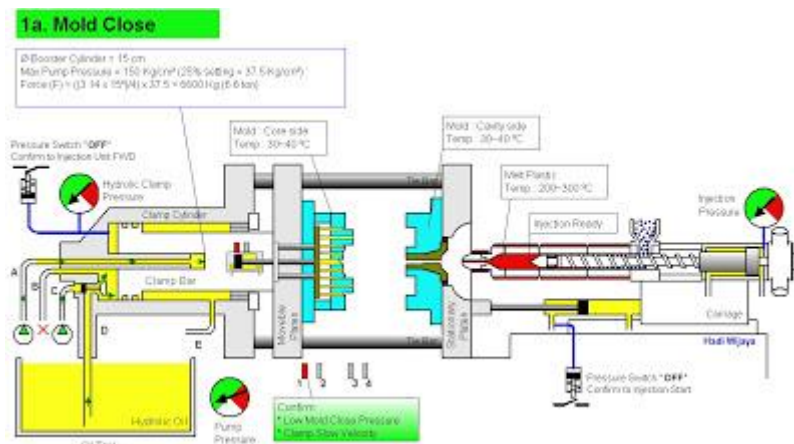 1a. Mold Close
Ø Booster Cylinder = 15 cm
Max Pump Pressure = 150 Kg/cm² (25% setting = 37.5 Kg/cm²)
Force (F) = ((3.14 x 15²)/4) x 37.5 = 6600 Kg (6.6 ton)
Mold : Core side
Temp : 30~40 ºC
Mold : Cavity side
Temp : 30~40 ºC
Pressure Switch "OFF"
Confirm to Injection Unit FWD
Hydrolic Clamp
Pressure
Melt Plastic
Temp : 200~300 ºC
Injection
Pressure
Clamp Cylinder
Tie Bar
Injection Ready
A
B
C
Clamp Bar
D
E
Movable
Platen
Stationary
Platen
Carriage
Tie Bar
Hadi Wijaya
1
2
3
4
Pressure Switch "OFF"
Confirm to Injection Start
Hydrolic Oil
Pump
Pressure
Confirm:
* Low Mold Close Pressure
* Clamp Slow Velocity